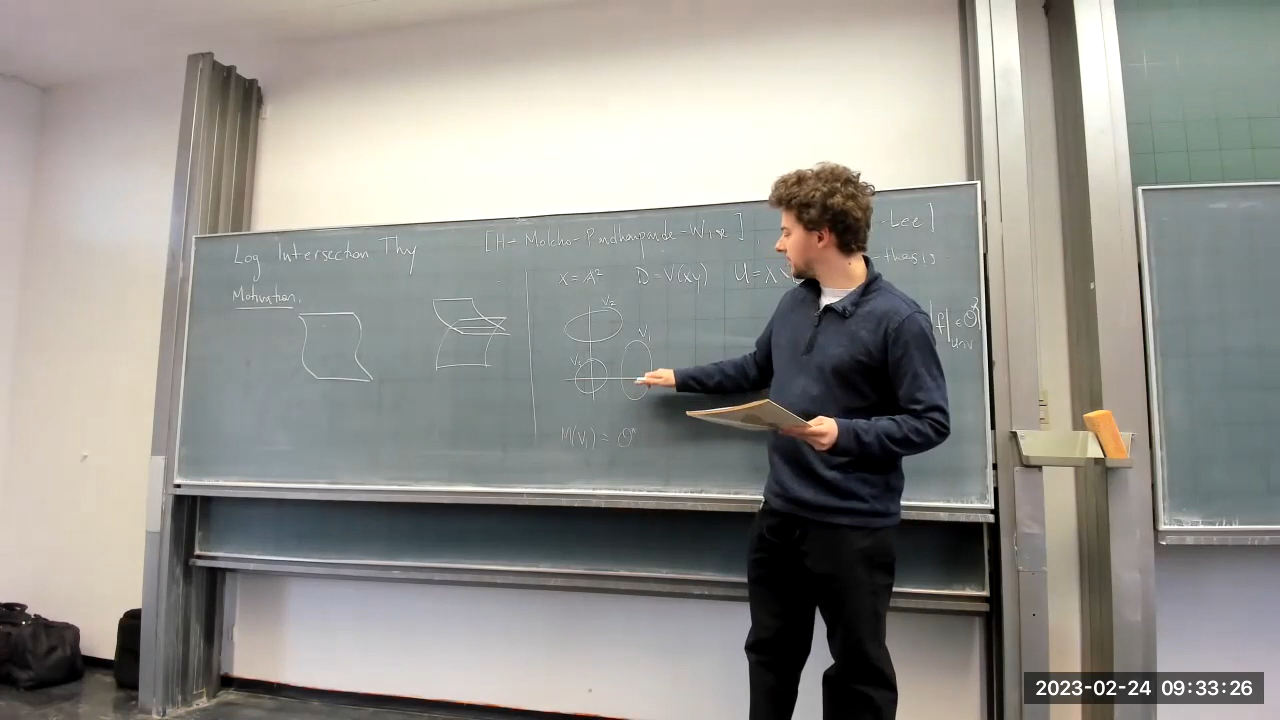 Log Intersection Thy
[H-Molcho-Pandharipande-Wise]
-Lee]
-thesis
Motivation.
X = A² D = V(xy) U = X \
V₂
V₁
M(V₁) = O*
2023-02-24 09:33:26